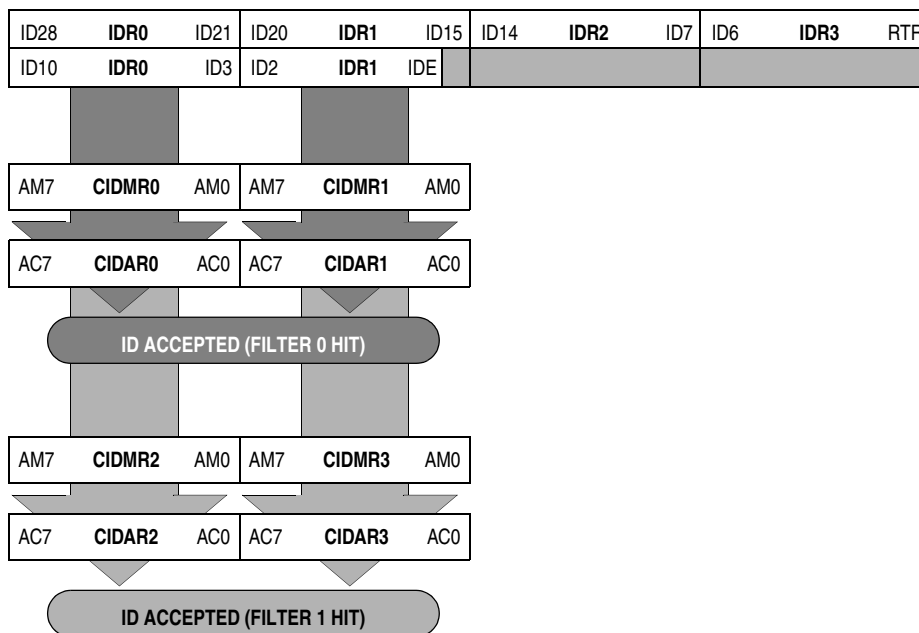 ID28 IDR0 ID21 ID20 IDR1 ID15 ID14 IDR2 ID7 ID6 IDR3 RTR
ID10 IDR0 ID3 ID2 IDR1 IDE
AM7 CIDMR0 AM0 AM7 CIDMR1 AM0
AC7 CIDAR0 AC0 AC7 CIDAR1 AC0
ID ACCEPTED (FILTER 0 HIT)
AM7 CIDMR2 AM0 AM7 CIDMR3 AM0
AC7 CIDAR2 AC0 AC7 CIDAR3 AC0
ID ACCEPTED (FILTER 1 HIT)